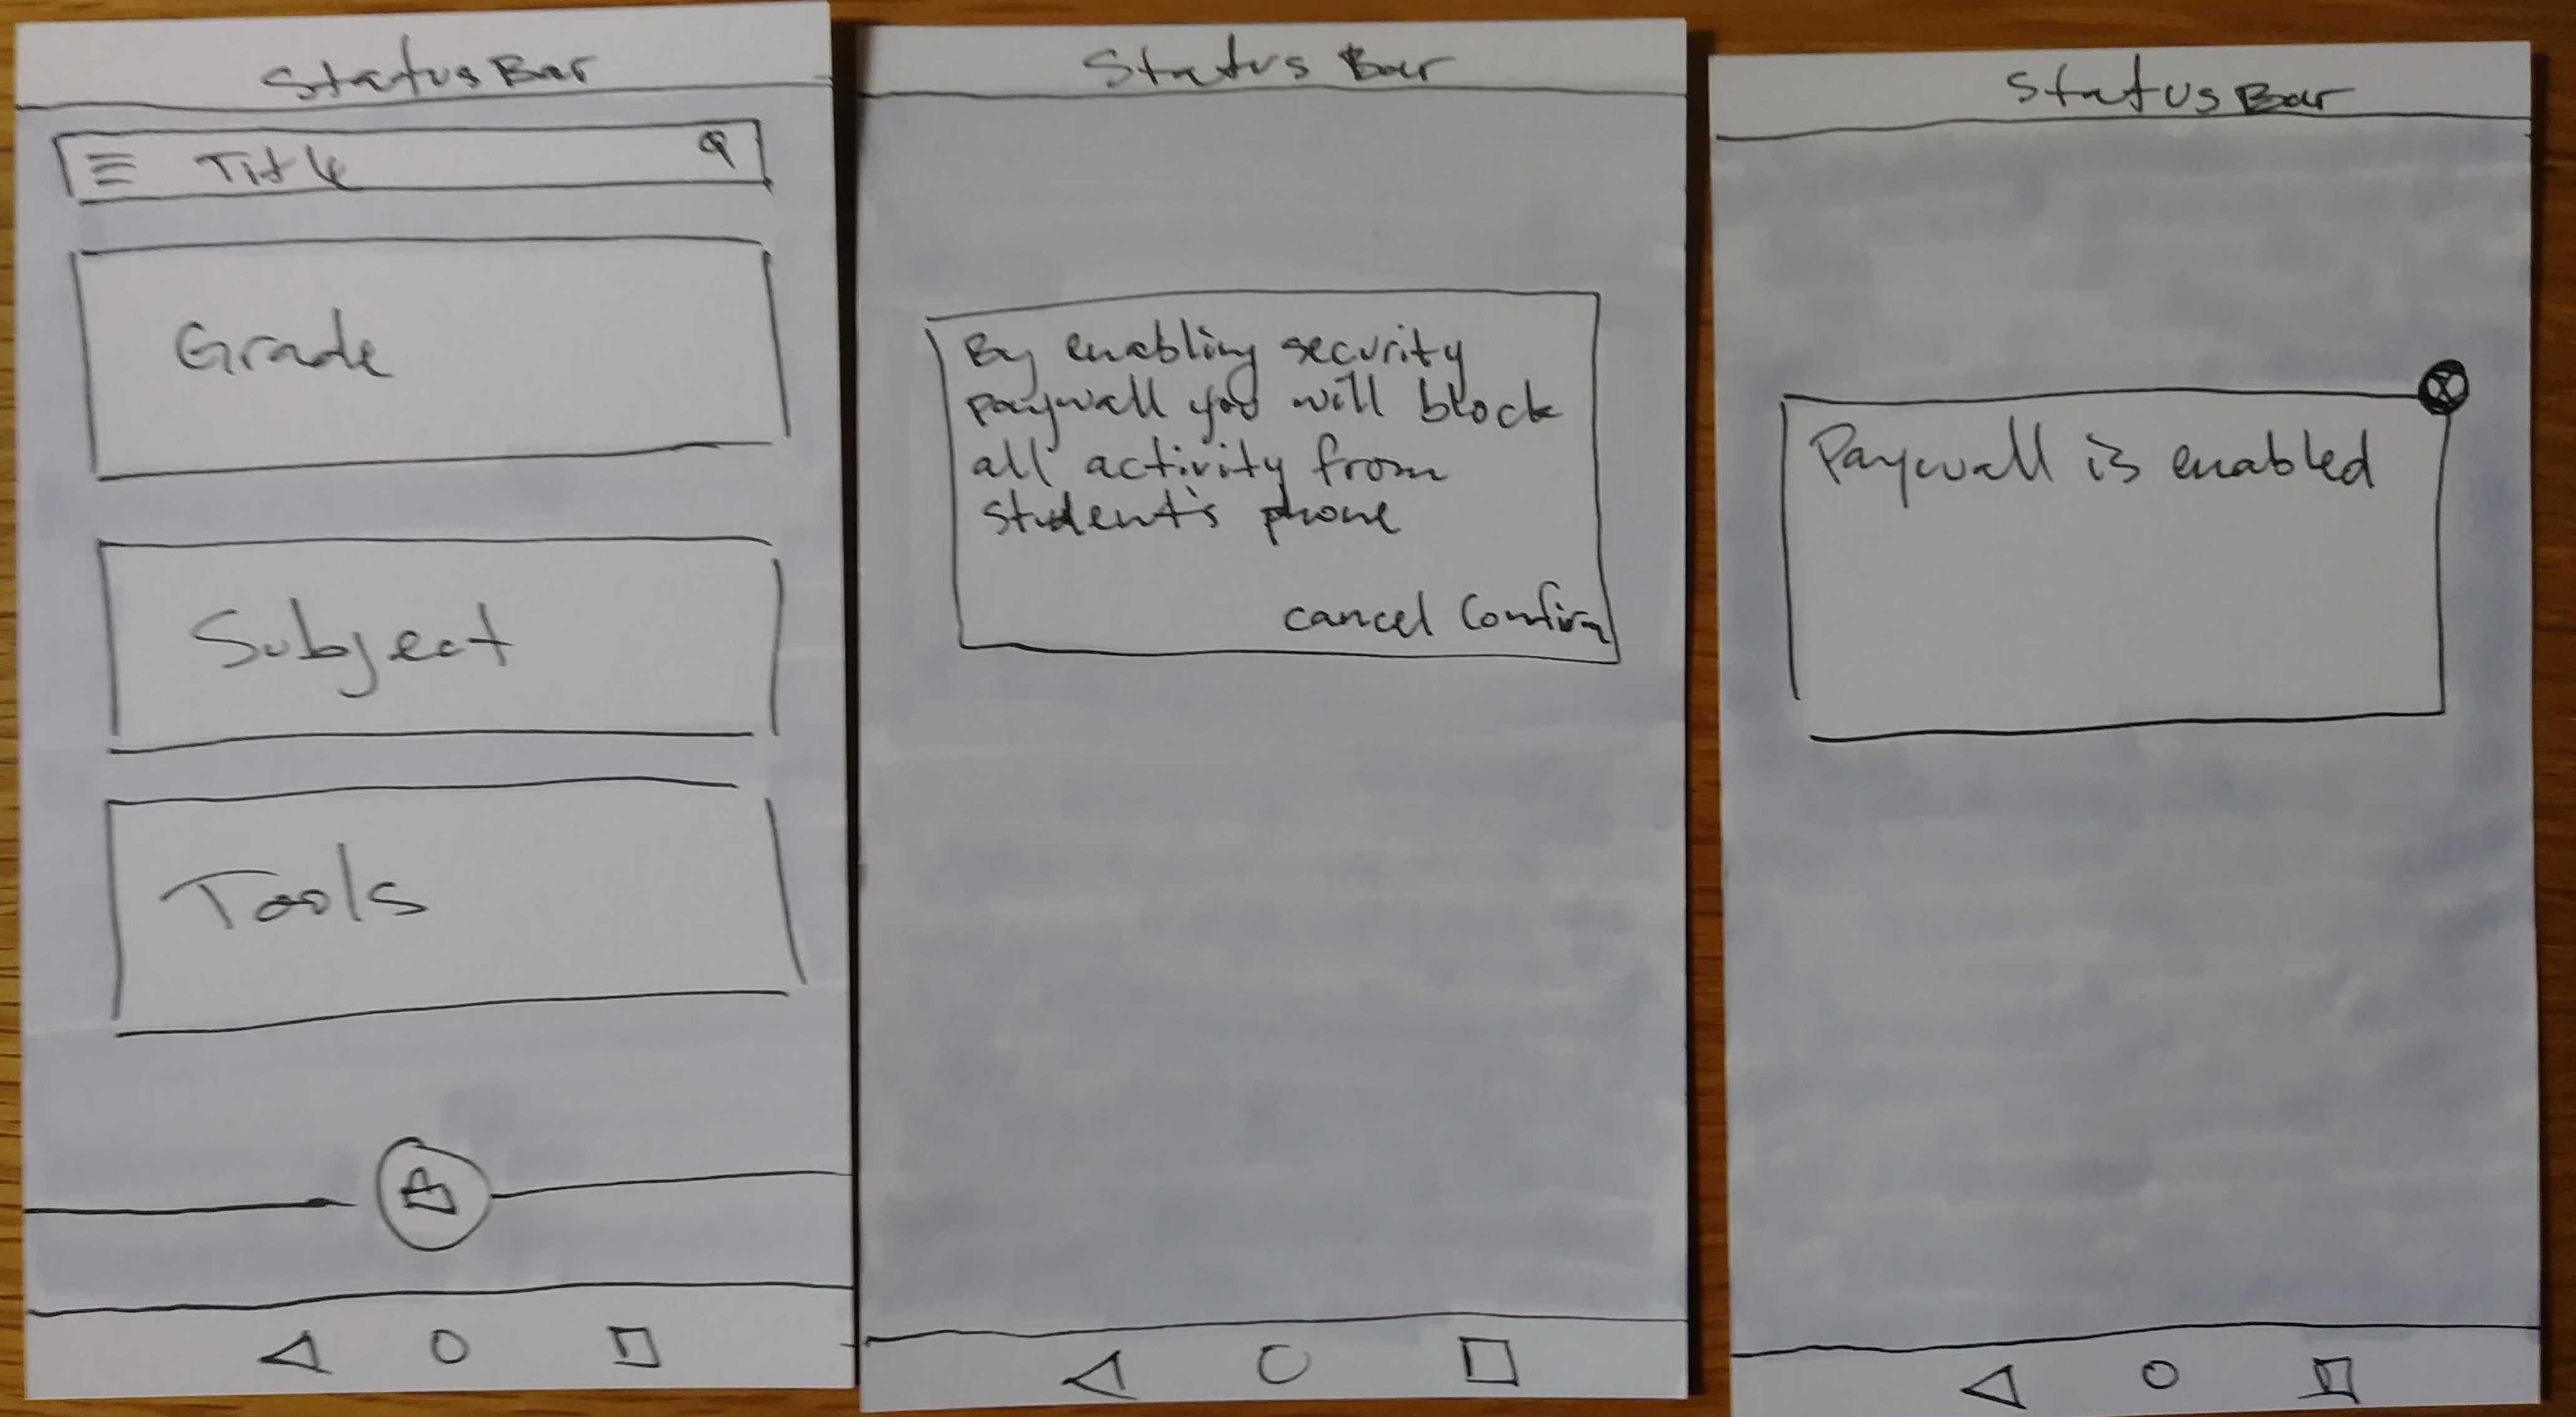 Status Bar
Title
Grade
Subject
Tools
Status Bar
By enabling security
paywall you will block
all activity from
student's phone
cancel Confirm
Status Bar
Paywall is enabled